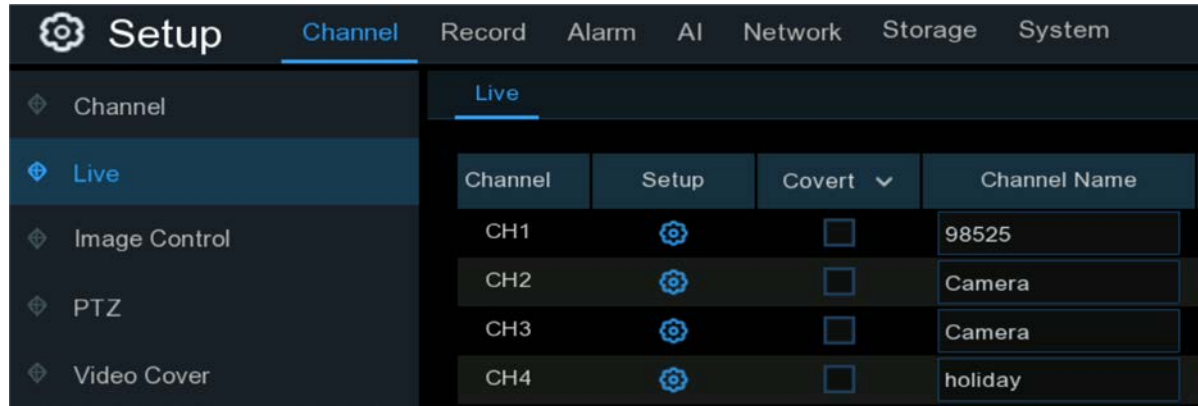 Setup Channel Record Alarm AI Network Storage System
Channel
Live
Image Control
PTZ
Video Cover
Live
Channel Setup Covert Channel Name
CH1 98525
CH2 Camera
CH3 Camera
CH4 holiday